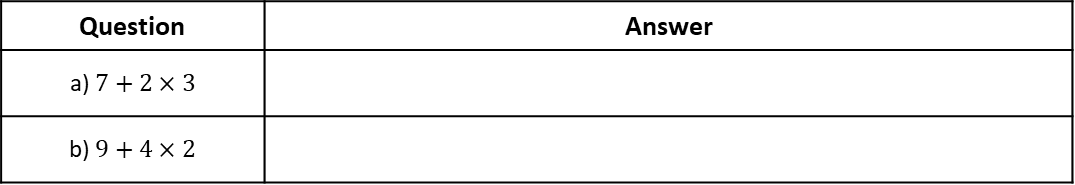 Question Answer
a) 7 + 2 × 3
b) 9 + 4 × 2